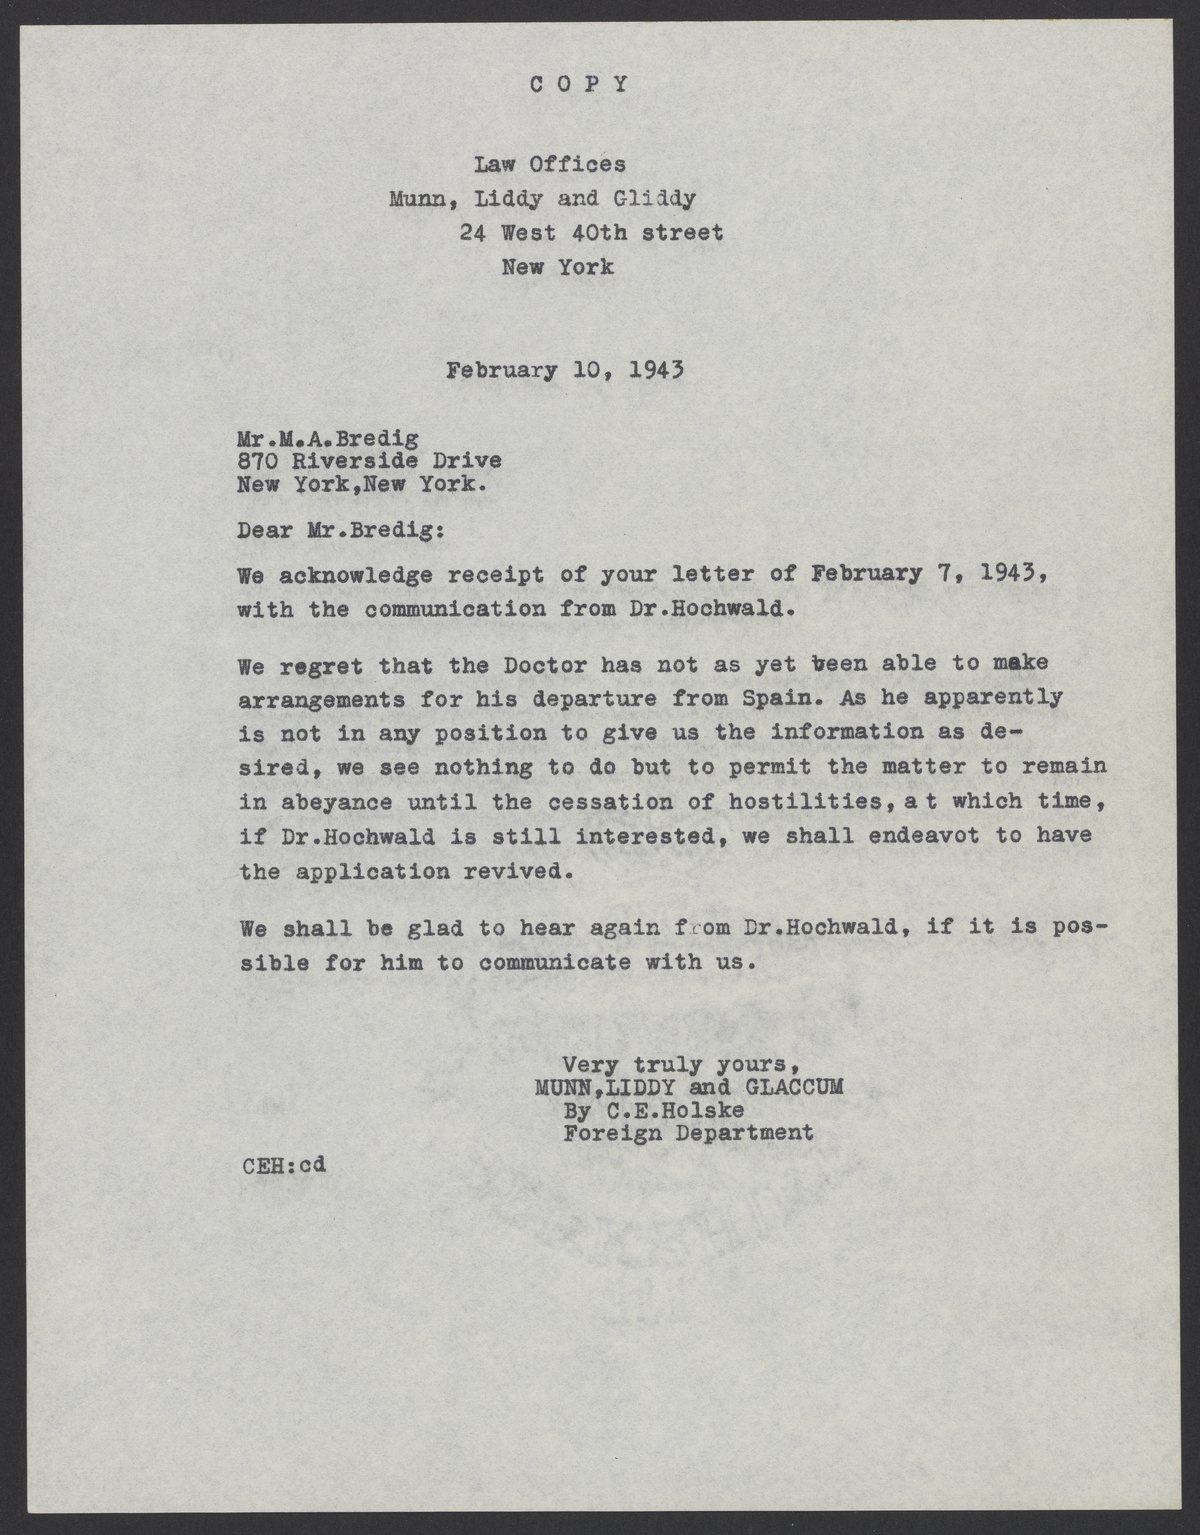 C O P Y
Law Offices
Munn, Liddy and Gliddy
24 West 40th street
New York
February 10, 1943
Mr.M.A.Bredig
870 Riverside Drive
New York,New York.
Dear Mr.Bredig:
We acknowledge receipt of your letter of February 7, 1943,
with the communication from Dr.Hochwald.
We regret that the Doctor has not as yet been able to make
arrangements for his departure from Spain. As he apparently
is not in any position to give us the information as de-
sired, we see nothing to do but to permit the matter to remain
in abeyance until the cessation of hostilities, at which time,
if Dr.Hochwald is still interested, we shall endeavot to have
the application revived.
We shall be glad to hear again from Dr.Hochwald, if it is pos-
sible for him to communicate with us.
Very truly yours,
MUNN,LIDDY and GLACCUM
By C.E.Holske
Foreign Department
CEH:cd